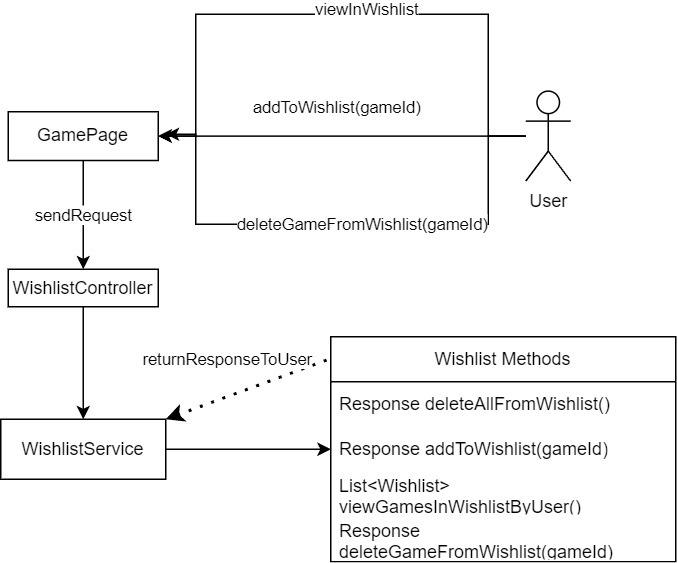 viewInWishlist
addToWishlist(gameId)
GamePage
User
sendRequest
deleteGameFromWishlist(gameId)
WishlistController
returnResponseToUser
Wishlist Methods
Response deleteAllFromWishlist()
WishlistService
Response addToWishlist(gameId)
List<Wishlist>
viewGamesInWishlistByUser()
Response
deleteGameFromWishlist(gameId)